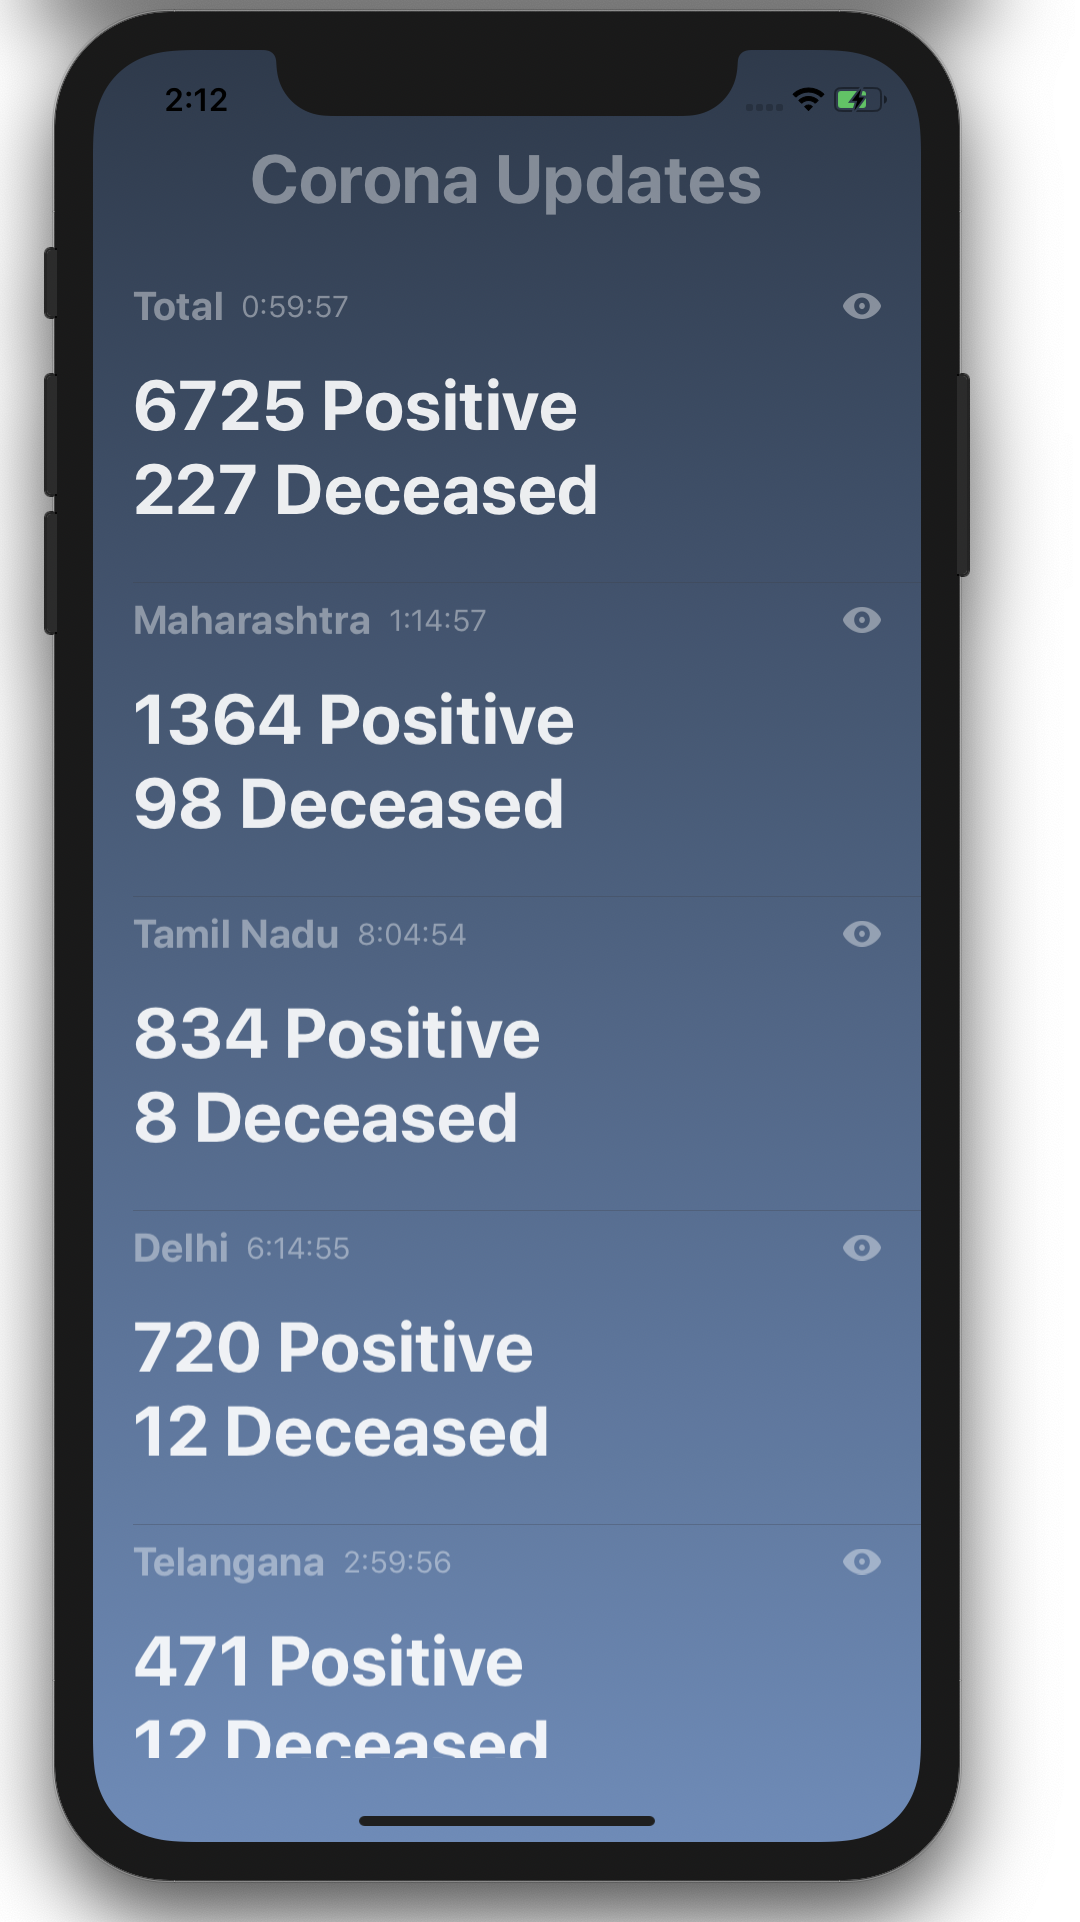 2:12
Corona Updates
Total 0:59:57
6725 Positive
227 Deceased
Maharashtra 1:14:57
1364 Positive
98 Deceased
Tamil Nadu 8:04:54
834 Positive
8 Deceased
Delhi 6:14:55
720 Positive
12 Deceased
Telangana 2:59:56
471 Positive
12 Deceased